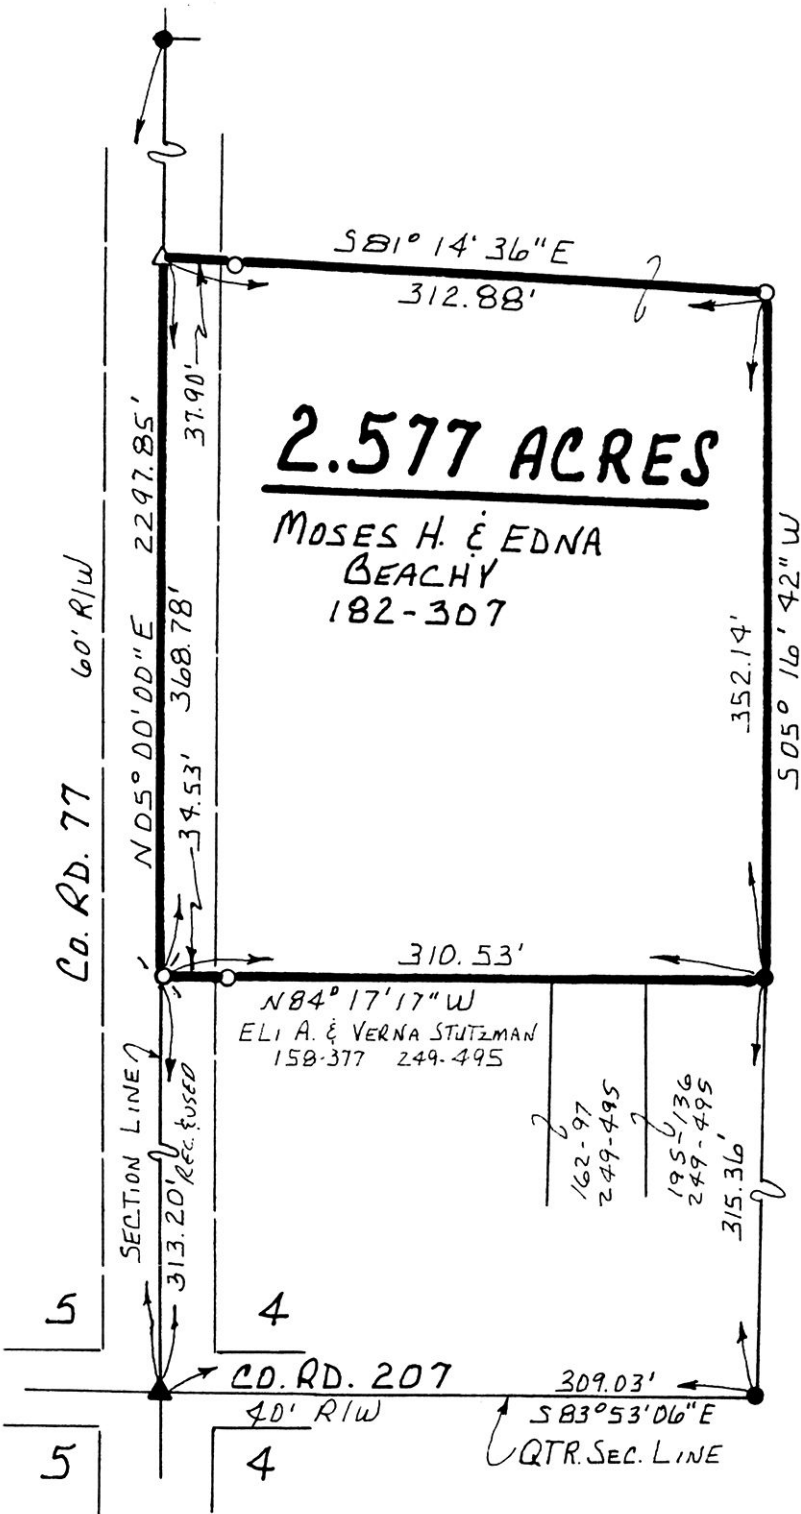 S81° 14' 36" E
312.88'
37.90'
2.577 ACRES
MOSES H. & EDNA
BEACHY
182-307
N05° 00' 00" E 2297.85'
368.78'
34.53'
60' R/W
CO. RD. 77
352.14'
S05° 16' 42" W
310.53'
N84° 17' 17" W
ELI A. & VERNA STUTZMAN
158-377 249-495
SECTION LINE
313.20' REC. & USED
162-97
249-495
195-136
249-495
315.36'
5
4
CO. RD. 207
309.03'
40' R/W
S83° 53' 06" E
QTR. SEC. LINE
5
4